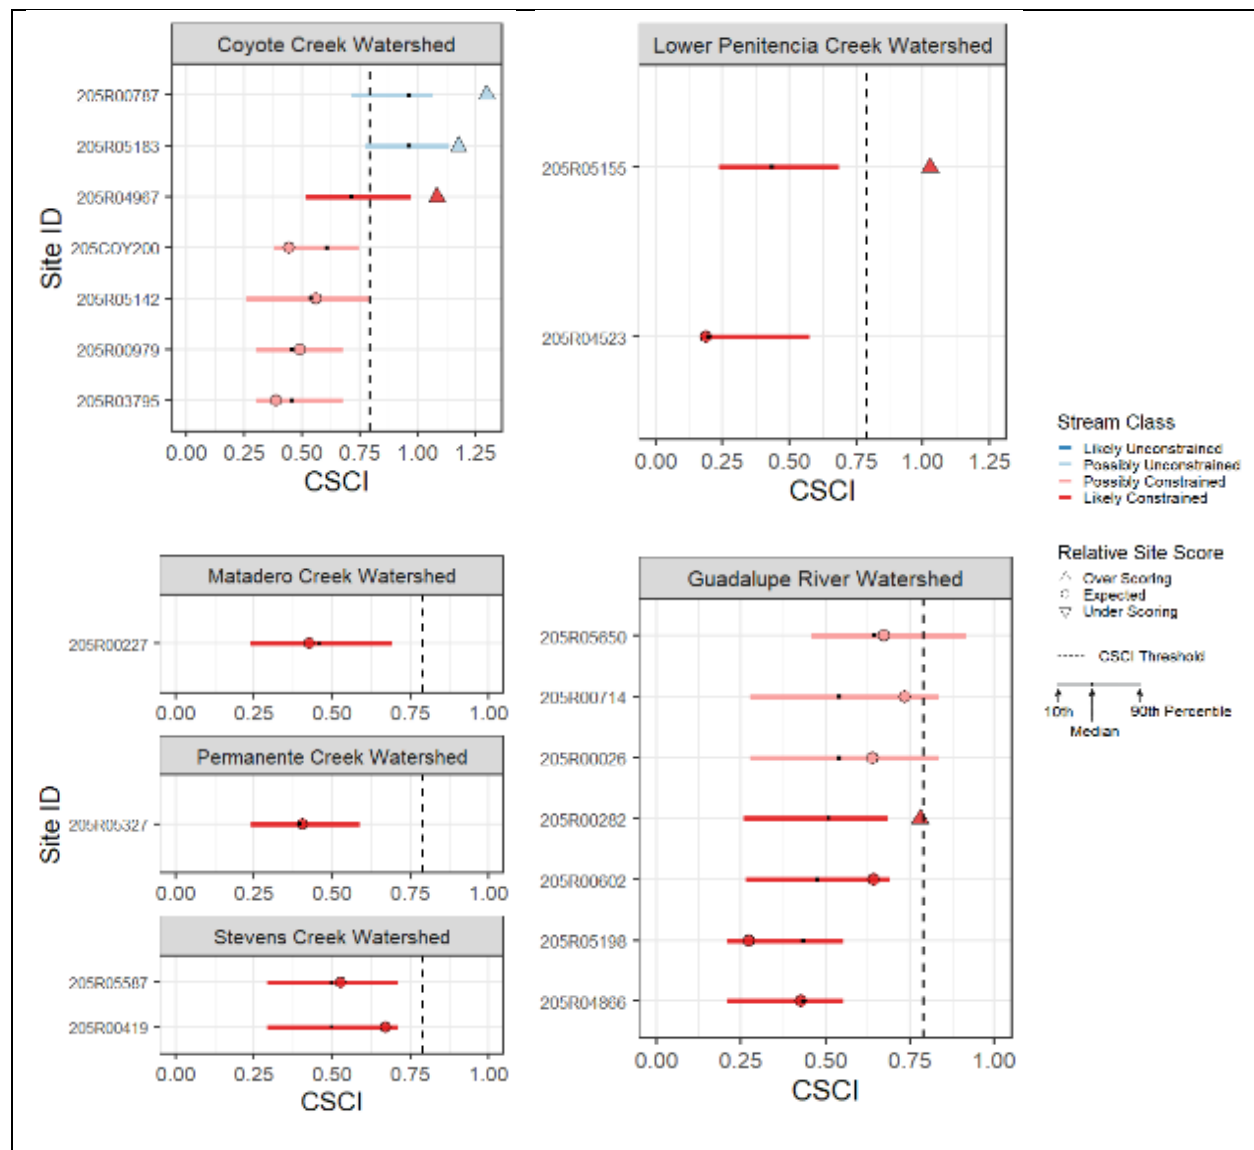 Coyote Creek Watershed
205R00787
205R05183
205R04967
205COY200
205R05142
205R00979
205R03795
Site ID
0.00 0.25 0.50 0.75 1.00 1.25
CSCI
Lower Penitencia Creek Watershed
205R05155
205R04523
0.00 0.25 0.50 0.75 1.00 1.25
CSCI
Stream Class
Likely Unconstrained
Possibly Unconstrained
Possibly Constrained
Likely Constrained
Relative Site Score
Over Scoring
Expected
Under Scoring
CSCI Threshold
10th 90th Percentile
Median
Matadero Creek Watershed
205R00227
0.00 0.25 0.50 0.75 1.00
Permanente Creek Watershed
205R05327
0.00 0.25 0.50 0.75 1.00
Site ID
Stevens Creek Watershed
205R05587
205R00419
0.00 0.25 0.50 0.75 1.00
CSCI
Guadalupe River Watershed
205R05650
205R00714
205R00026
205R00282
205R00602
205R05198
205R04866
0.00 0.25 0.50 0.75 1.00
CSCI